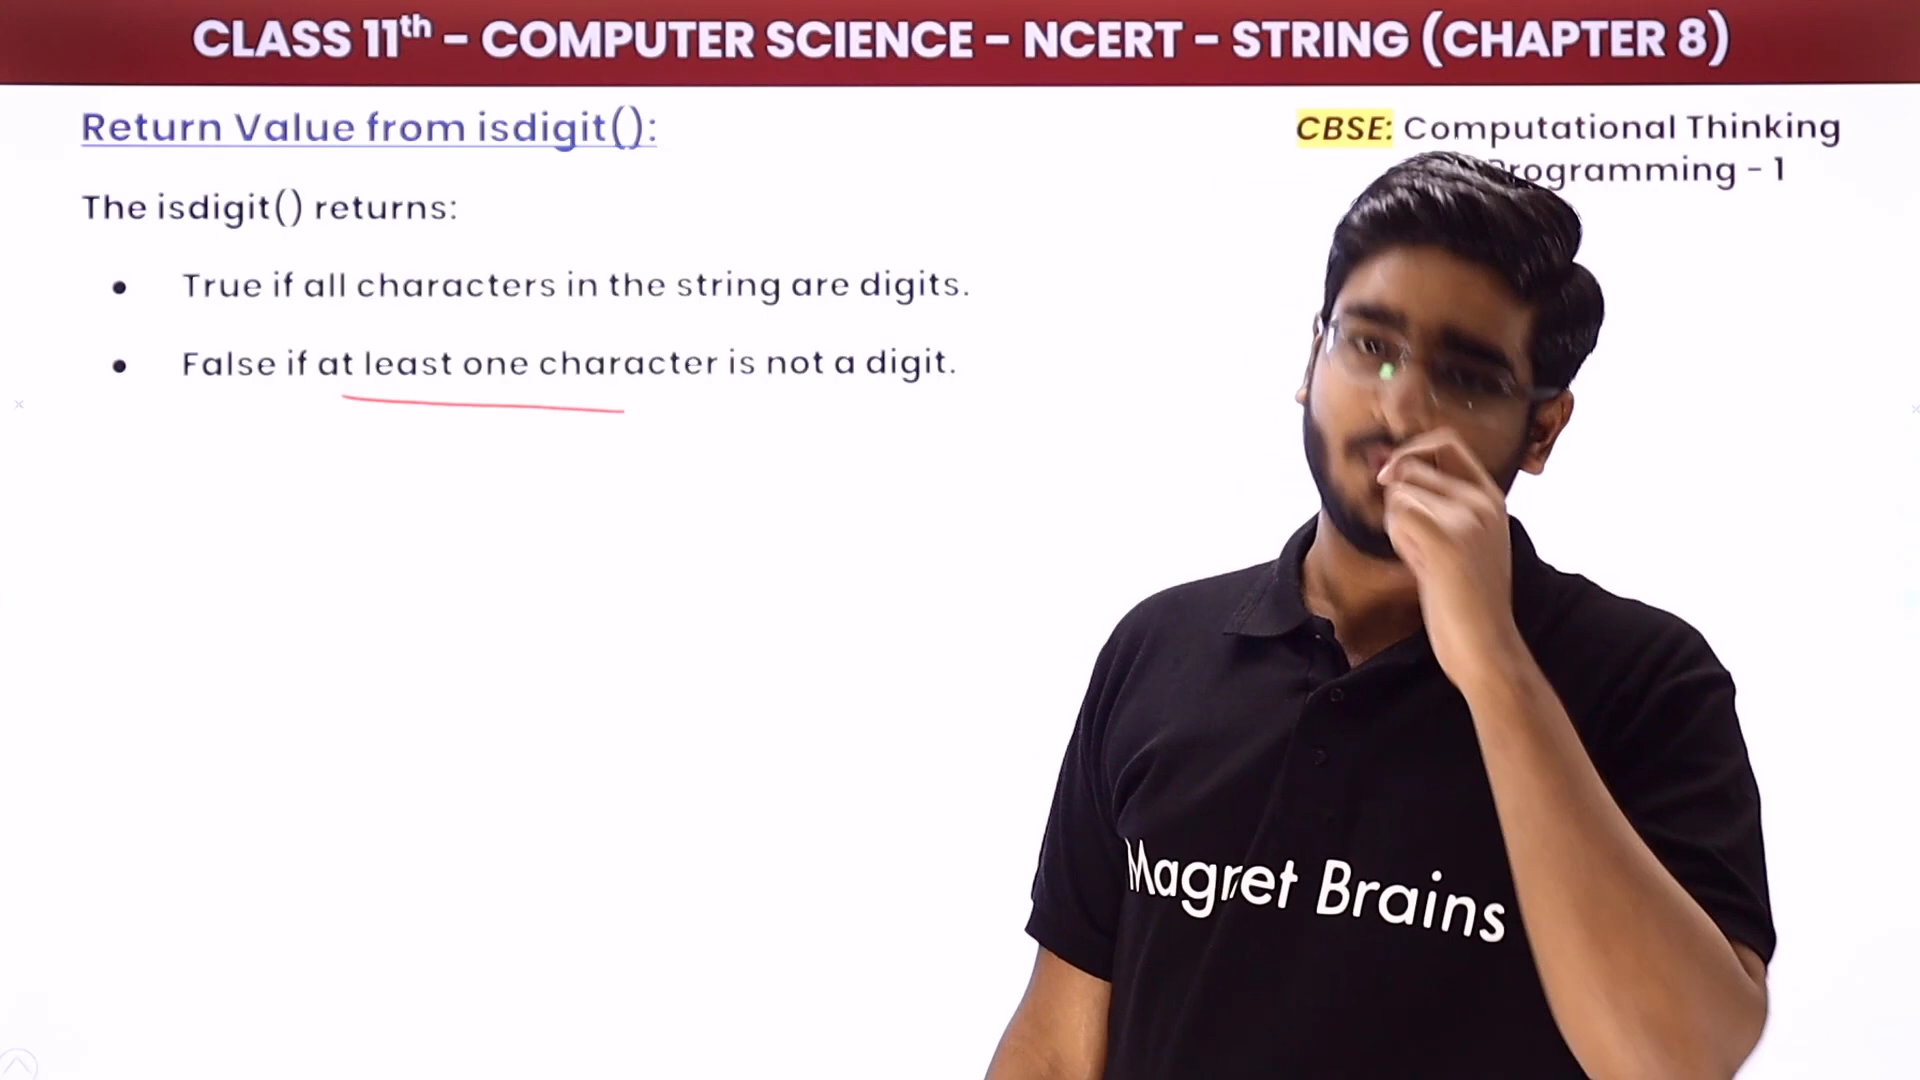 CLASS 11th - COMPUTER SCIENCE - NCERT - STRING (CHAPTER 8)
Return Value from isdigit():
CBSE: Computational Thinking
Programming - 1
The isdigit() returns:
• True if all characters in the string are digits.
• False if at least one character is not a digit.
Magnet Brains